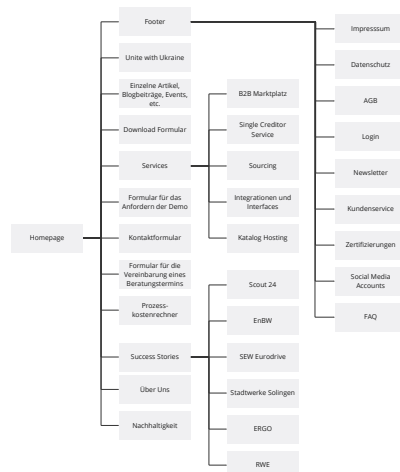 Homepage
Footer
Unite with Ukraine
Einzelne Artikel,
Blogbeiträge, Events,
etc.
Download Formular
Services
Formular für das
Anfordern der Demo
Kontaktformular
Formular für die
Vereinbarung eines
Beratungstermins
Prozess-
kostenrechner
Success Stories
Über Uns
Nachhaltigkeit
B2B Marktplatz
Single Creditor
Service
Sourcing
Integrationen und
Interfaces
Katalog Hosting
Scout 24
EnBW
SEW Eurodrive
Stadtwerke Solingen
ERGO
RWE
Impresssum
Datenschutz
AGB
Login
Newsletter
Kundenservice
Zertifizierungen
Social Media
Accounts
FAQ